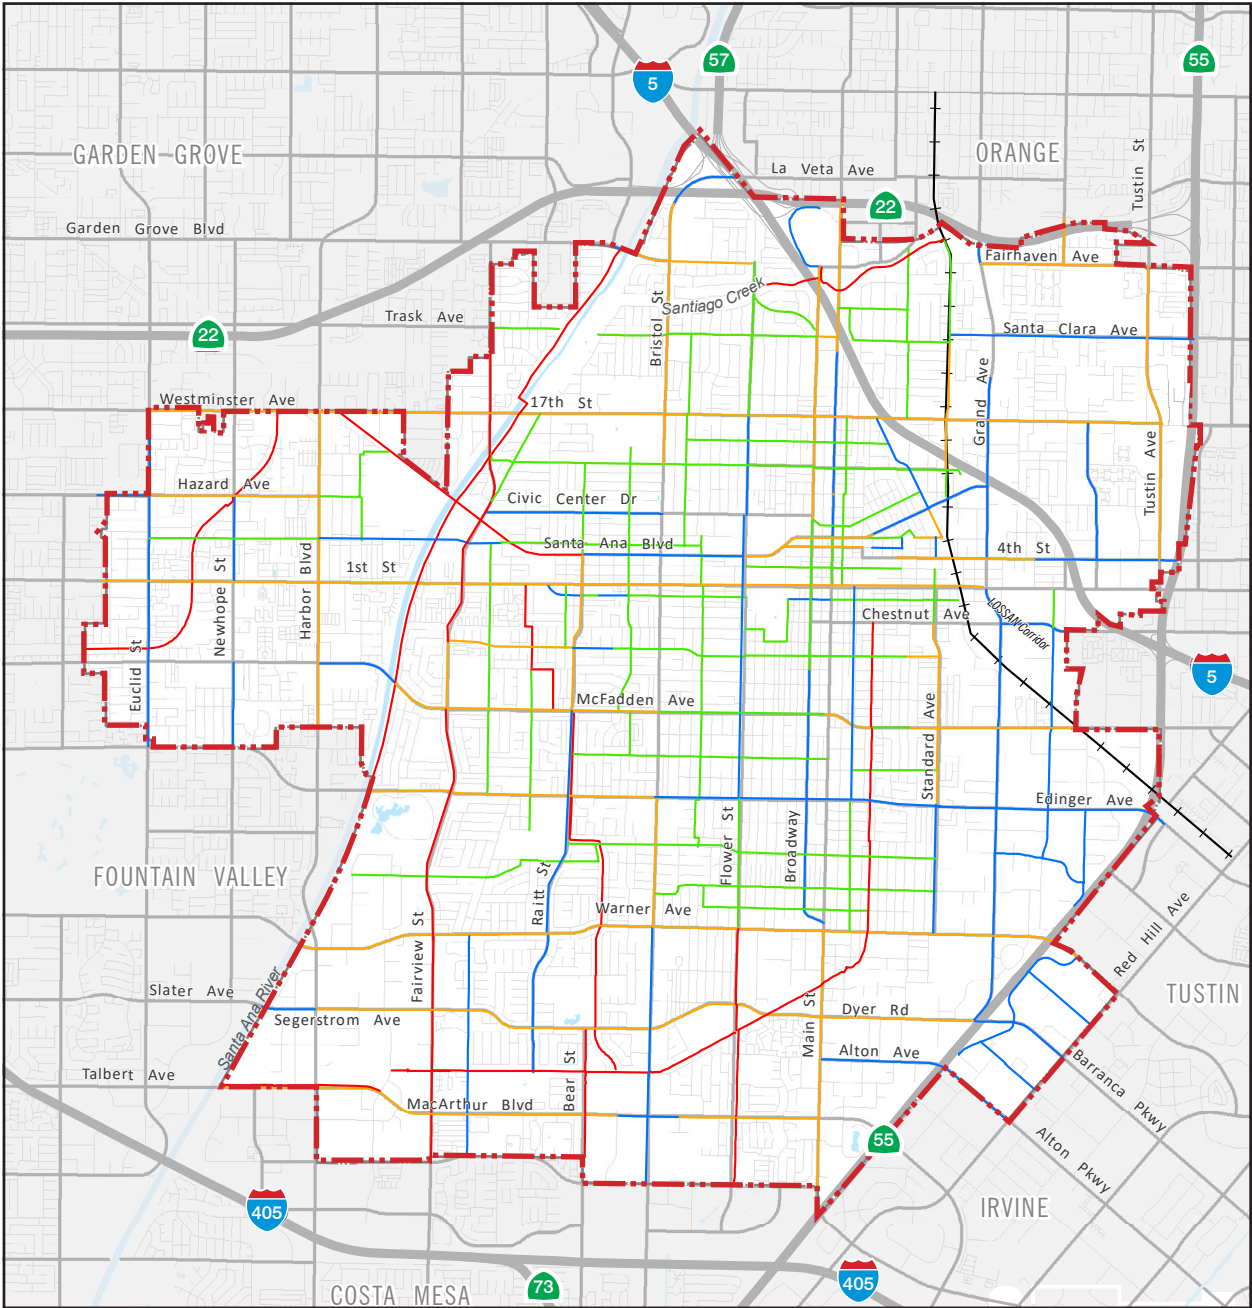 57
55
5
GARDEN GROVE
ORANGE
Tustin St
La Veta Ave
22
Garden Grove Blvd
Fairhaven Ave
Santiago Creek
Bristol St
Trask Ave
22
Santa Clara Ave
Grand Ave
Westminster Ave
17th St
Tustin Ave
Hazard Ave
Civic Center Dr
Santa Ana Blvd
4th St
Harbor Blvd
1st St
Newhope St
LOSSAN Corridor
Chestnut Ave
Euclid St
5
McFadden Ave
Standard Ave
Edinger Ave
Flower St
Broadway
FOUNTAIN VALLEY
Raitt St
Warner Ave
Fairview St
Red Hill Ave
Slater Ave
TUSTIN
Santa Ana River
Segerstrom Ave
Main St
Dyer Rd
Alton Ave
Bear St
Barranca Pkwy
Talbert Ave
MacArthur Blvd
55
Alton Pkwy
405
IRVINE
73
405
COSTA MESA